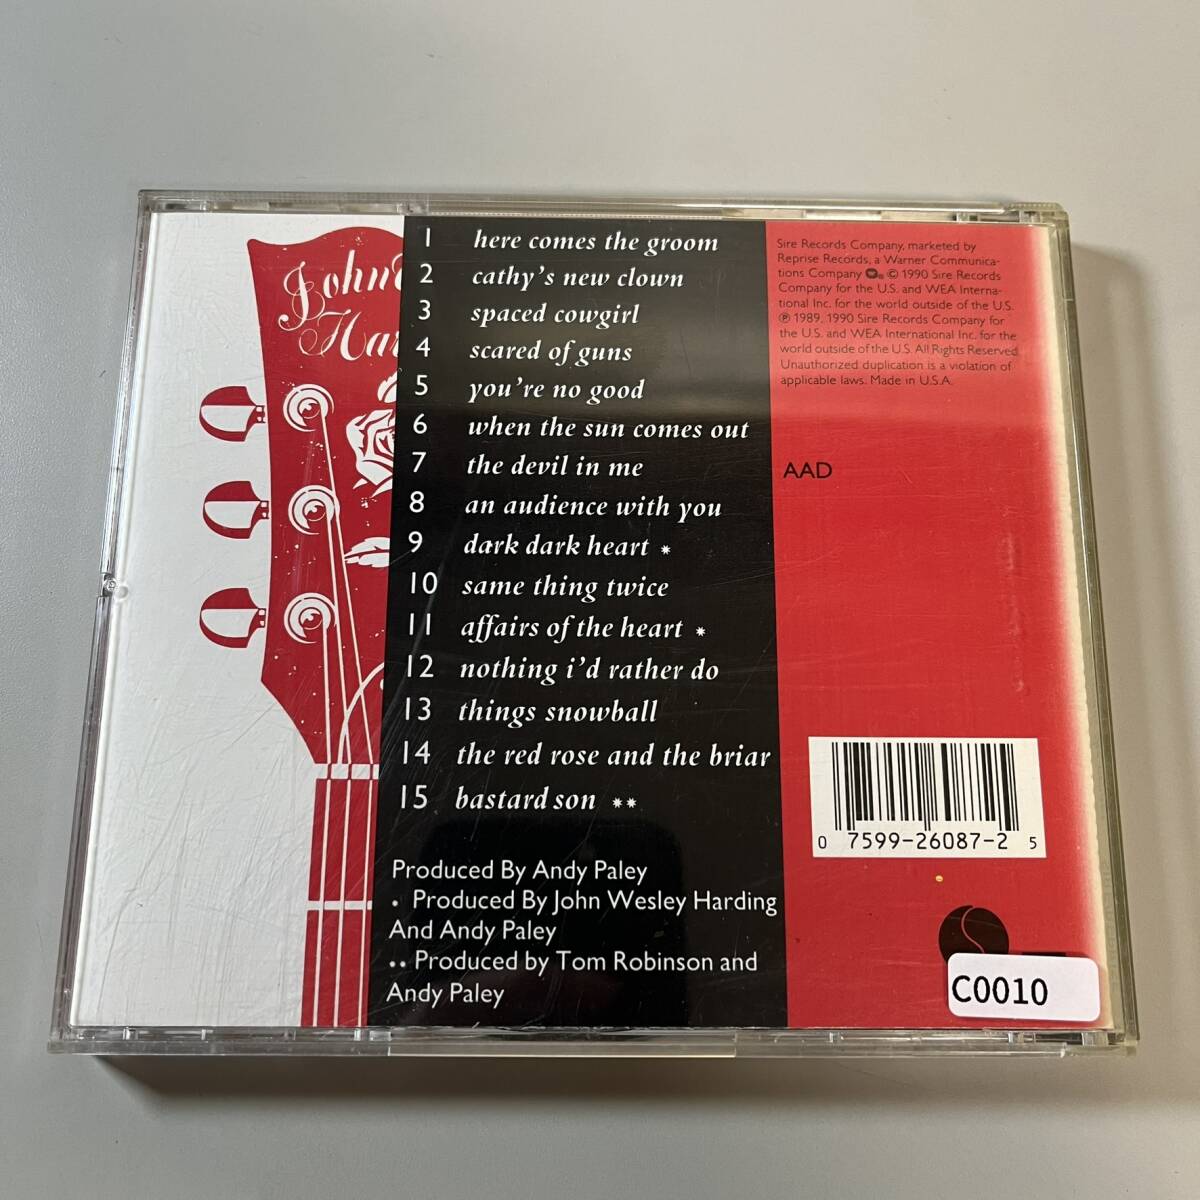 John
Har
1 here comes the groom
2 cathy's new clown
3 spaced cowgirl
4 scared of guns
5 you're no good
6 when the sun comes out
7 the devil in me
8 an audience with you
9 dark dark heart *
10 same thing twice
11 affairs of the heart *
12 nothing i'd rather do
13 things snowball
14 the red rose and the briar
15 bastard son **
Produced By Andy Paley
• Produced By John Wesley Harding
And Andy Paley
•• Produced by Tom Robinson and
Andy Paley
Sire Records Company, marketed by
Reprise Records, a Warner Communica-
tions Company © 1990 Sire Records
Company for the U.S. and WEA Interna-
tional Inc. for the world outside of the U.S.
℗ 1989, 1990 Sire Records Company for
the U.S. and WEA International Inc. for the
world outside of the U.S. All Rights Reserved.
Unauthorized duplication is a violation of
applicable laws. Made in U.S.A.
AAD
0 7599-26087-2 5
C0010